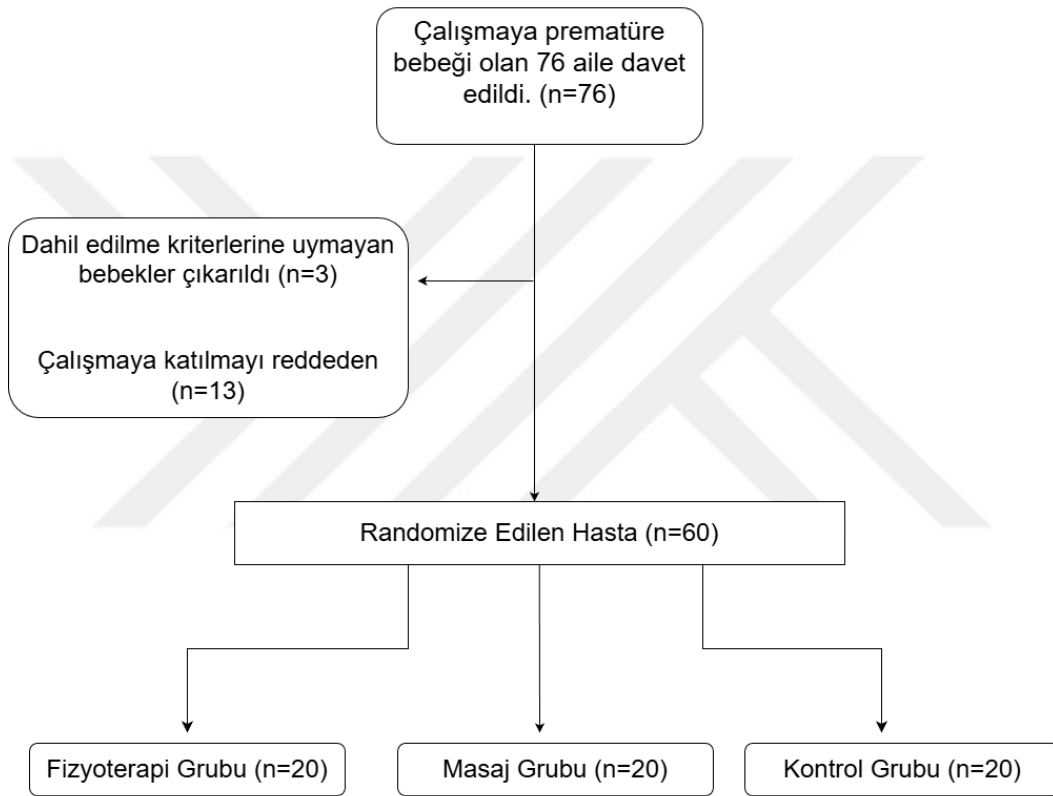 Çalışmaya prematüre
bebeği olan 76 aile davet
edildi. (n=76)
Dahil edilme kriterlerine uymayan
bebekler çıkarıldı (n=3)
Çalışmaya katılmayı reddeden
(n=13)
Randomize Edilen Hasta (n=60)
Fizyoterapi Grubu (n=20)
Masaj Grubu (n=20)
Kontrol Grubu (n=20)